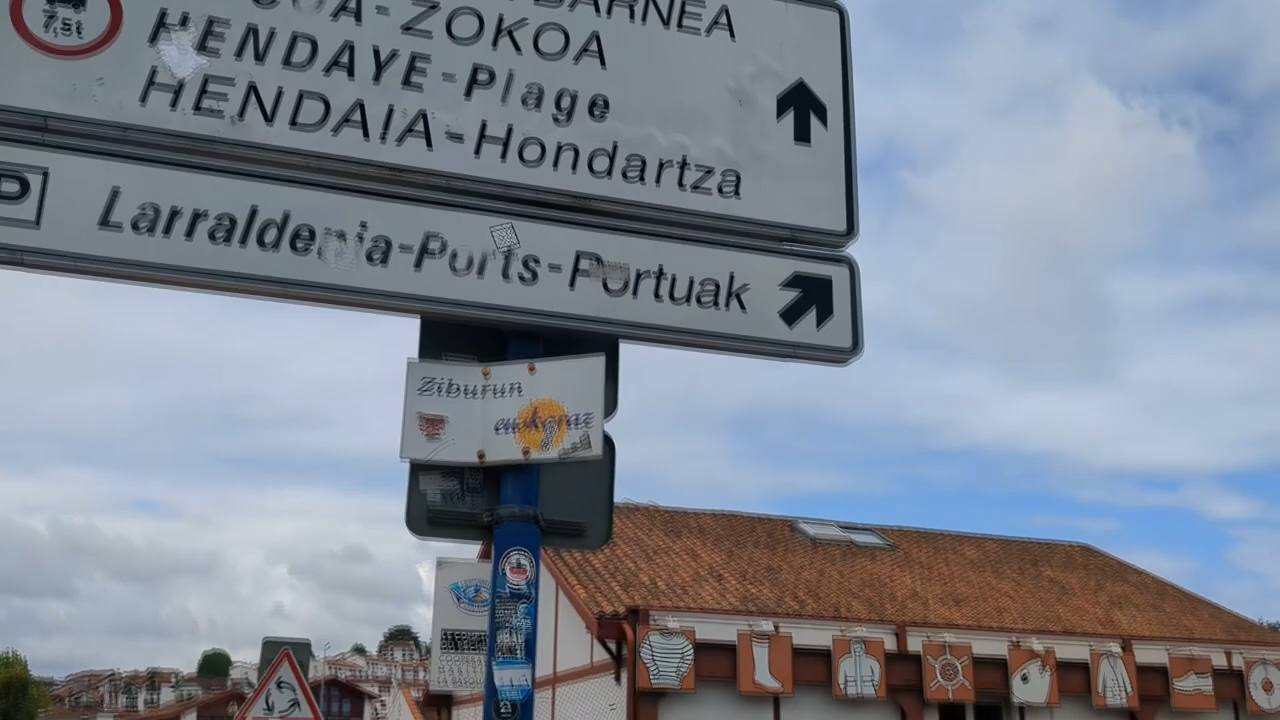 7,5t
ZOKOA
HENDAYE-Plage
HENDAIA-Hondartza
P
Larraldenia-Ports-Portuak
Ziburun
euskaraz